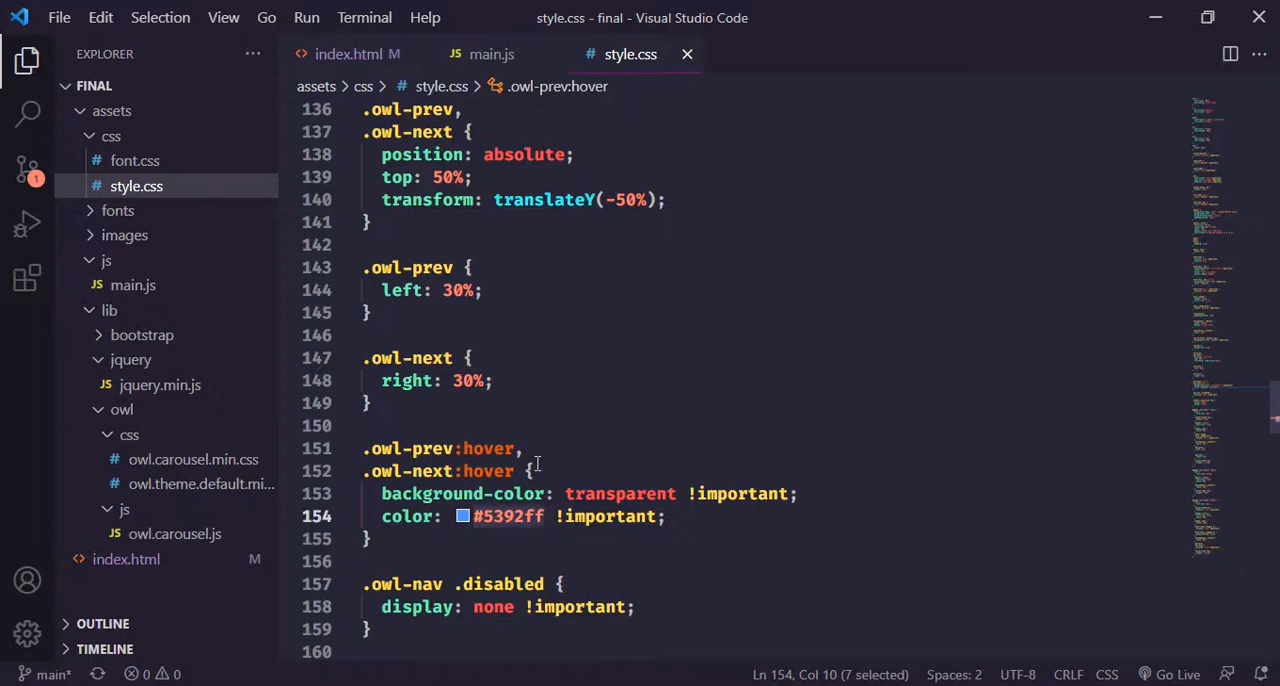 File Edit Selection View Go Run Terminal Help style.css - final - Visual Studio Code
EXPLORER ···
index.html M main.js style.css
FINAL
assets > css > # style.css > .owl-prev:hover
assets
css
# font.css
# style.css
fonts
images
js
JS main.js
lib
bootstrap
jquery
JS jquery.min.js
owl
css
# owl.carousel.min.css
# owl.theme.default.mi...
js
JS owl.carousel.js
<> index.html M
OUTLINE
TIMELINE
136 .owl-prev,
137 .owl-next {
138 position: absolute;
139 top: 50%;
140 transform: translateY(-50%);
141 }
142
143 .owl-prev {
144 left: 30%;
145 }
146
147 .owl-next {
148 right: 30%;
149 }
150
151 .owl-prev:hover,
152 .owl-next:hover {
153 background-color: transparent !important;
154 color: #5392ff !important;
155 }
156
157 .owl-nav .disabled {
158 display: none !important;
159 }
160
1
main* 0 0 Ln 154, Col 10 (7 selected) Spaces: 2 UTF-8 CRLF CSS Go Live